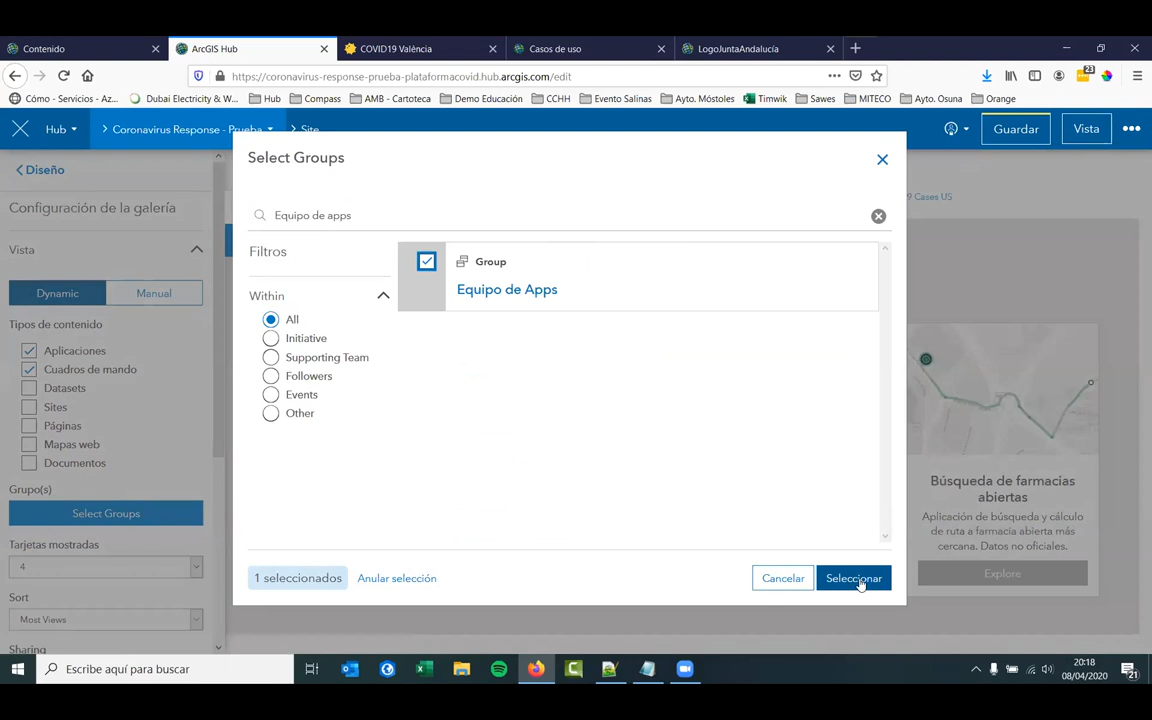 Contenido
ArcGIS Hub
COVID19 València
Casos de uso
LogoJuntaAndalucía
https://coronavirus-response-prueba-plataformacovid.hub.arcgis.com/edit
23
Cómo - Servicios - Az...
Dubai Electricity & W...
Hub
Compass
AMB - Cartoteca
Demo Educación
CCHH
Evento Salinas
Ayto. Móstoles
Timwik
Sawes
MITECO
Ayto. Osuna
Orange
Hub
Coronavirus Response - Prueba
Site
Guardar
Vista
Diseño
Configuración de la galería
Vista
Dynamic
Manual
Tipos de contenido
Aplicaciones
Cuadros de mando
Datasets
Sites
Páginas
Mapas web
Documentos
Grupo(s)
Select Groups
Tarjetas mostradas
4
Sort
Most Views
Sharing
Select Groups
Equipo de apps
Filtros
Within
All
Initiative
Supporting Team
Followers
Events
Other
Group
Equipo de Apps
1 seleccionados
Anular selección
Cancelar
Seleccionar
9 Cases US
Búsqueda de farmacias
abiertas
Aplicación de búsqueda y cálculo
de ruta a farmacia abierta más
cercana. Datos no oficiales.
Explore
Escribe aquí para buscar
20:18
08/04/2020
21